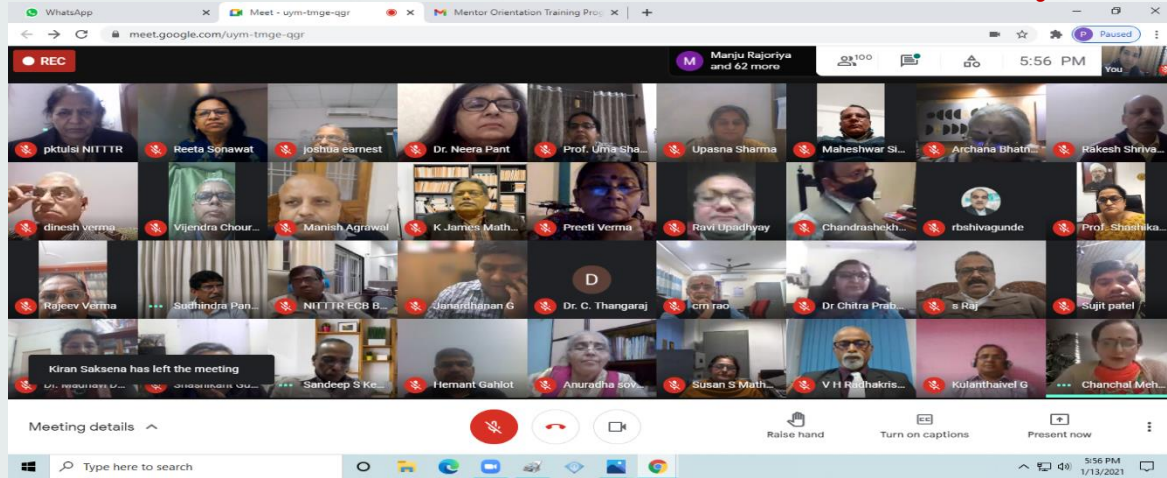 WhatsApp
Meet - uym-tmge-qgr
Mentor Orientation Training Prog
meet.google.com/uym-tmge-qgr
P Paused
REC
M Manju Rajoriya
and 62 more
100
5:56 PM
You
pktulsi NITTTR
Reeta Sonawat
joshua earnest
Dr. Neera Pant
Prof. Uma Sha...
Upasna Sharma
Maheshwar Si...
Archana Bhatn...
Rakesh Shriva...
dinesh verma
Vijendra Chour...
Manish Agrawal
K James Math...
Preeti Verma
Ravi Upadhyay
Chandrashekh...
rbshivagunde
Prof. Shashika...
Rajeev Verma
Sudhindra Pan...
NITTTR ECB B...
Janardhanan G
D
Dr. C. Thangaraj
crn rao
Dr Chitra Prab...
s Raj
Sujit patel
Kiran Saksena has left the meeting
Dr. Madhavi D...
Shashikant Gu...
Sandeep S Ke...
Hemant Gahlot
Anuradha sov...
Susan S Math...
V H Radhakris...
Kulanthaivel G
Chanchal Meh...
Meeting details
Raise hand
CC
Turn on captions
Present now
Type here to search
5:56 PM
1/13/2021